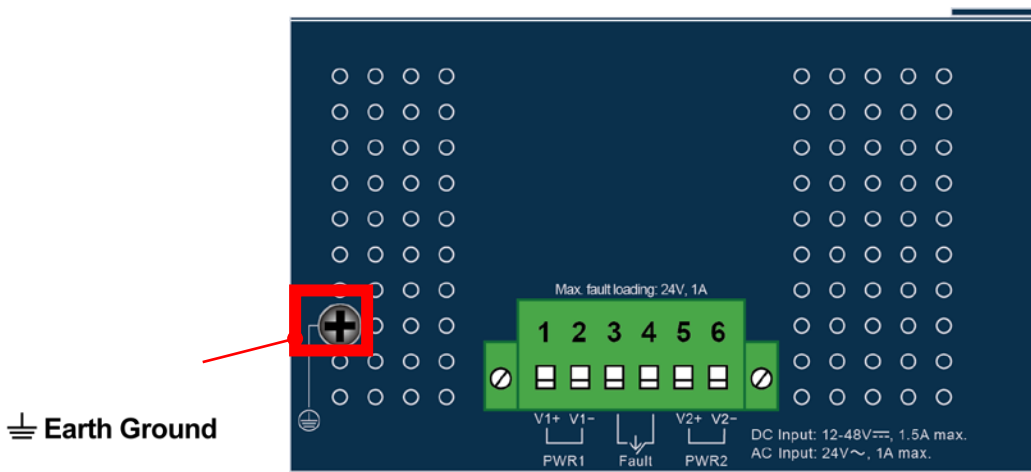 Max. fault loading: 24V, 1A
1 2 3 4 5 6
V1+ V1− V2+ V2−
PWR1 Fault PWR2
DC Input: 12-48V⎓, 1.5A max.
AC Input: 24V~, 1A max.
⏚ Earth Ground